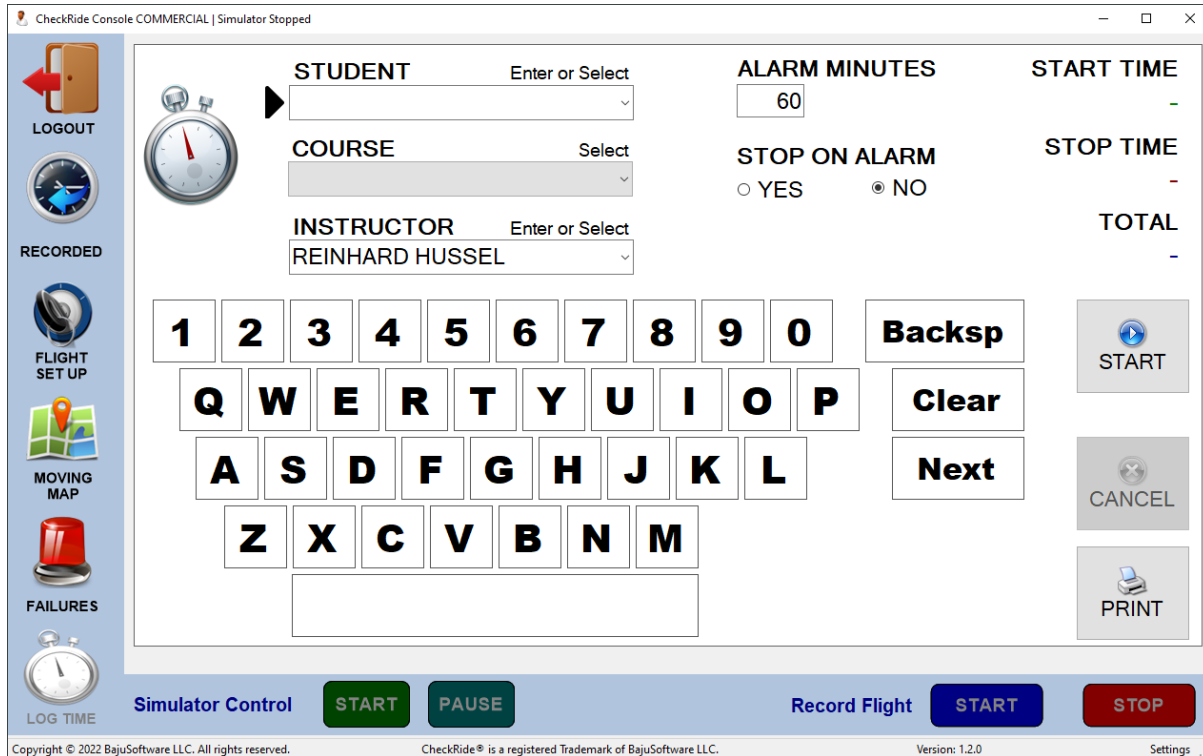 CheckRide Console COMMERCIAL | Simulator Stopped
LOGOUT
RECORDED
FLIGHT
SET UP
MOVING
MAP
FAILURES
LOG TIME
STUDENT Enter or Select
COURSE Select
INSTRUCTOR Enter or Select
REINHARD HUSSEL
ALARM MINUTES
60
STOP ON ALARM
YES NO
START TIME
-
STOP TIME
-
TOTAL
-
1 2 3 4 5 6 7 8 9 0 Backsp
Q W E R T Y U I O P Clear
A S D F G H J K L Next
Z X C V B N M
START
CANCEL
PRINT
Simulator Control START PAUSE Record Flight START STOP
Copyright © 2022 BajuSoftware LLC. All rights reserved. CheckRide® is a registered Trademark of BajuSoftware LLC. Version: 1.2.0 Settings